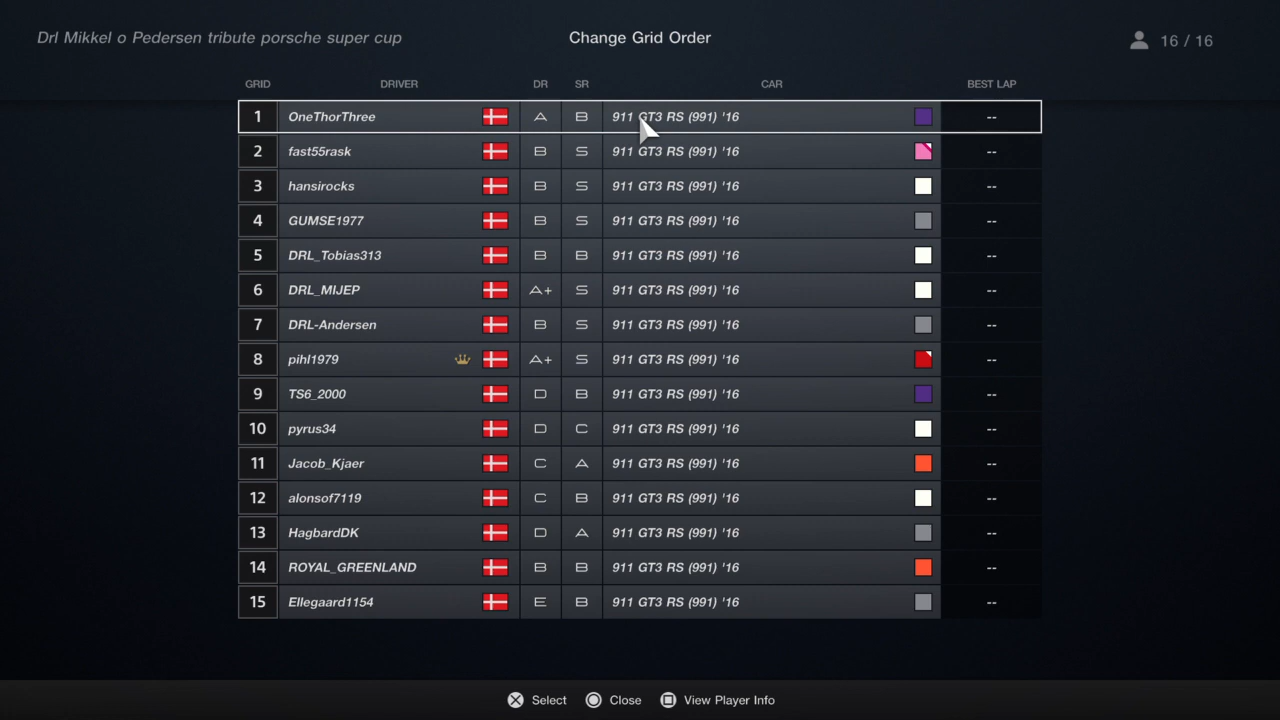 Drl Mikkel o Pedersen tribute porsche super cup Change Grid Order 16 / 16
GRID DRIVER DR SR CAR BEST LAP
1 OneThorThree A B 911 GT3 RS (991) '16 --
2 fast55rask B S 911 GT3 RS (991) '16 --
3 hansirocks B S 911 GT3 RS (991) '16 --
4 GUMSE1977 B S 911 GT3 RS (991) '16 --
5 DRL_Tobias313 B B 911 GT3 RS (991) '16 --
6 DRL_MIJEP A+ S 911 GT3 RS (991) '16 --
7 DRL-Andersen B S 911 GT3 RS (991) '16 --
8 pihl1979 A+ S 911 GT3 RS (991) '16 --
9 TS6_2000 D B 911 GT3 RS (991) '16 --
10 pyrus34 D C 911 GT3 RS (991) '16 --
11 Jacob_Kjaer C A 911 GT3 RS (991) '16 --
12 alonsof7119 C B 911 GT3 RS (991) '16 --
13 HagbardDK D A 911 GT3 RS (991) '16 --
14 ROYAL_GREENLAND B B 911 GT3 RS (991) '16 --
15 Ellegaard1154 E B 911 GT3 RS (991) '16 --
Select Close View Player Info